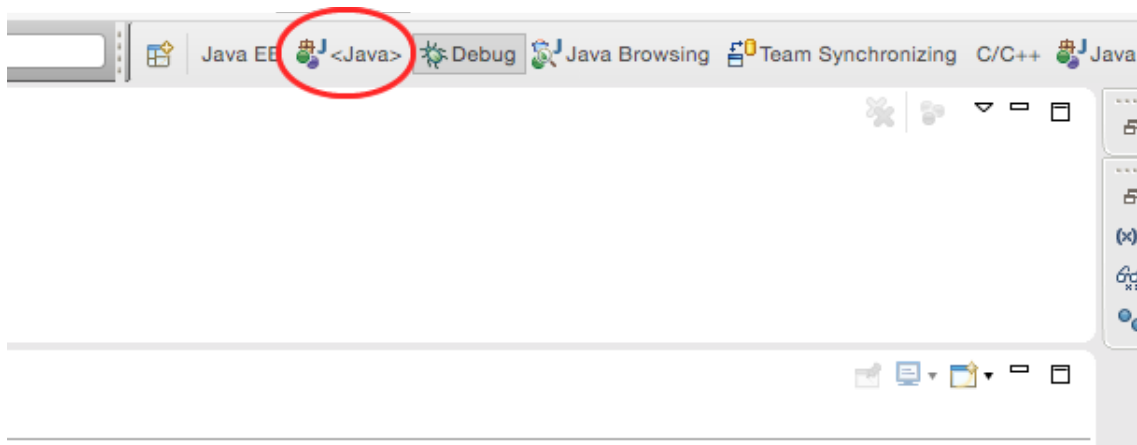 Java EE <Java> Debug Java Browsing Team Synchronizing C/C++ Java
(x)